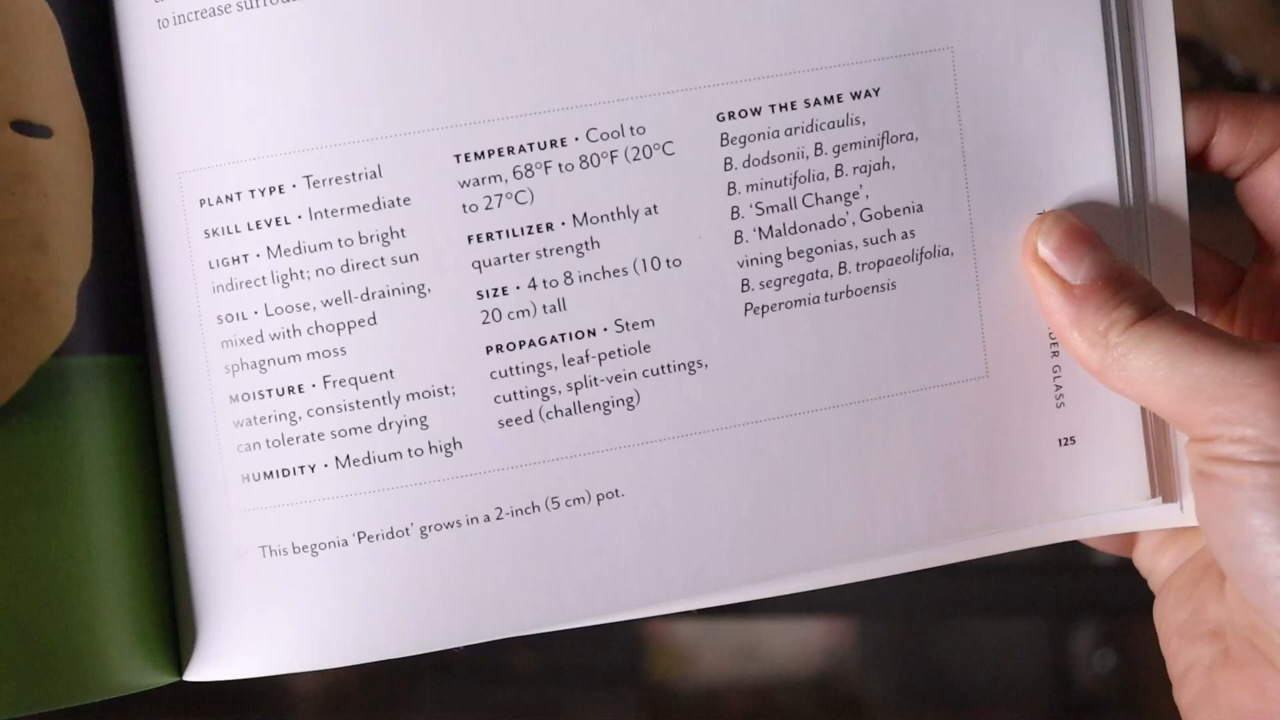 to increase
PLANT TYPE • Terrestrial
SKILL LEVEL • Intermediate
LIGHT • Medium to bright
indirect light; no direct sun
SOIL • Loose, well-draining,
mixed with chopped
sphagnum moss
MOISTURE • Frequent
watering, consistently moist;
can tolerate some drying
HUMIDITY • Medium to high
TEMPERATURE • Cool to
warm, 68°F to 80°F (20°C
to 27°C)
FERTILIZER • Monthly at
quarter strength
SIZE • 4 to 8 inches (10 to
20 cm) tall
PROPAGATION • Stem
cuttings, leaf-petiole
cuttings, split-vein cuttings,
seed (challenging)
GROW THE SAME WAY
Begonia aridicaulis,
B. dodsonii, B. geminiflora,
B. minutifolia, B. rajah,
B. ‘Small Change’,
B. ‘Maldonado’, Gobenia
vining begonias, such as
B. segregata, B. tropaeolifolia,
Peperomia turboensis
This begonia ‘Peridot’ grows in a 2-inch (5 cm) pot.
GLASS
125